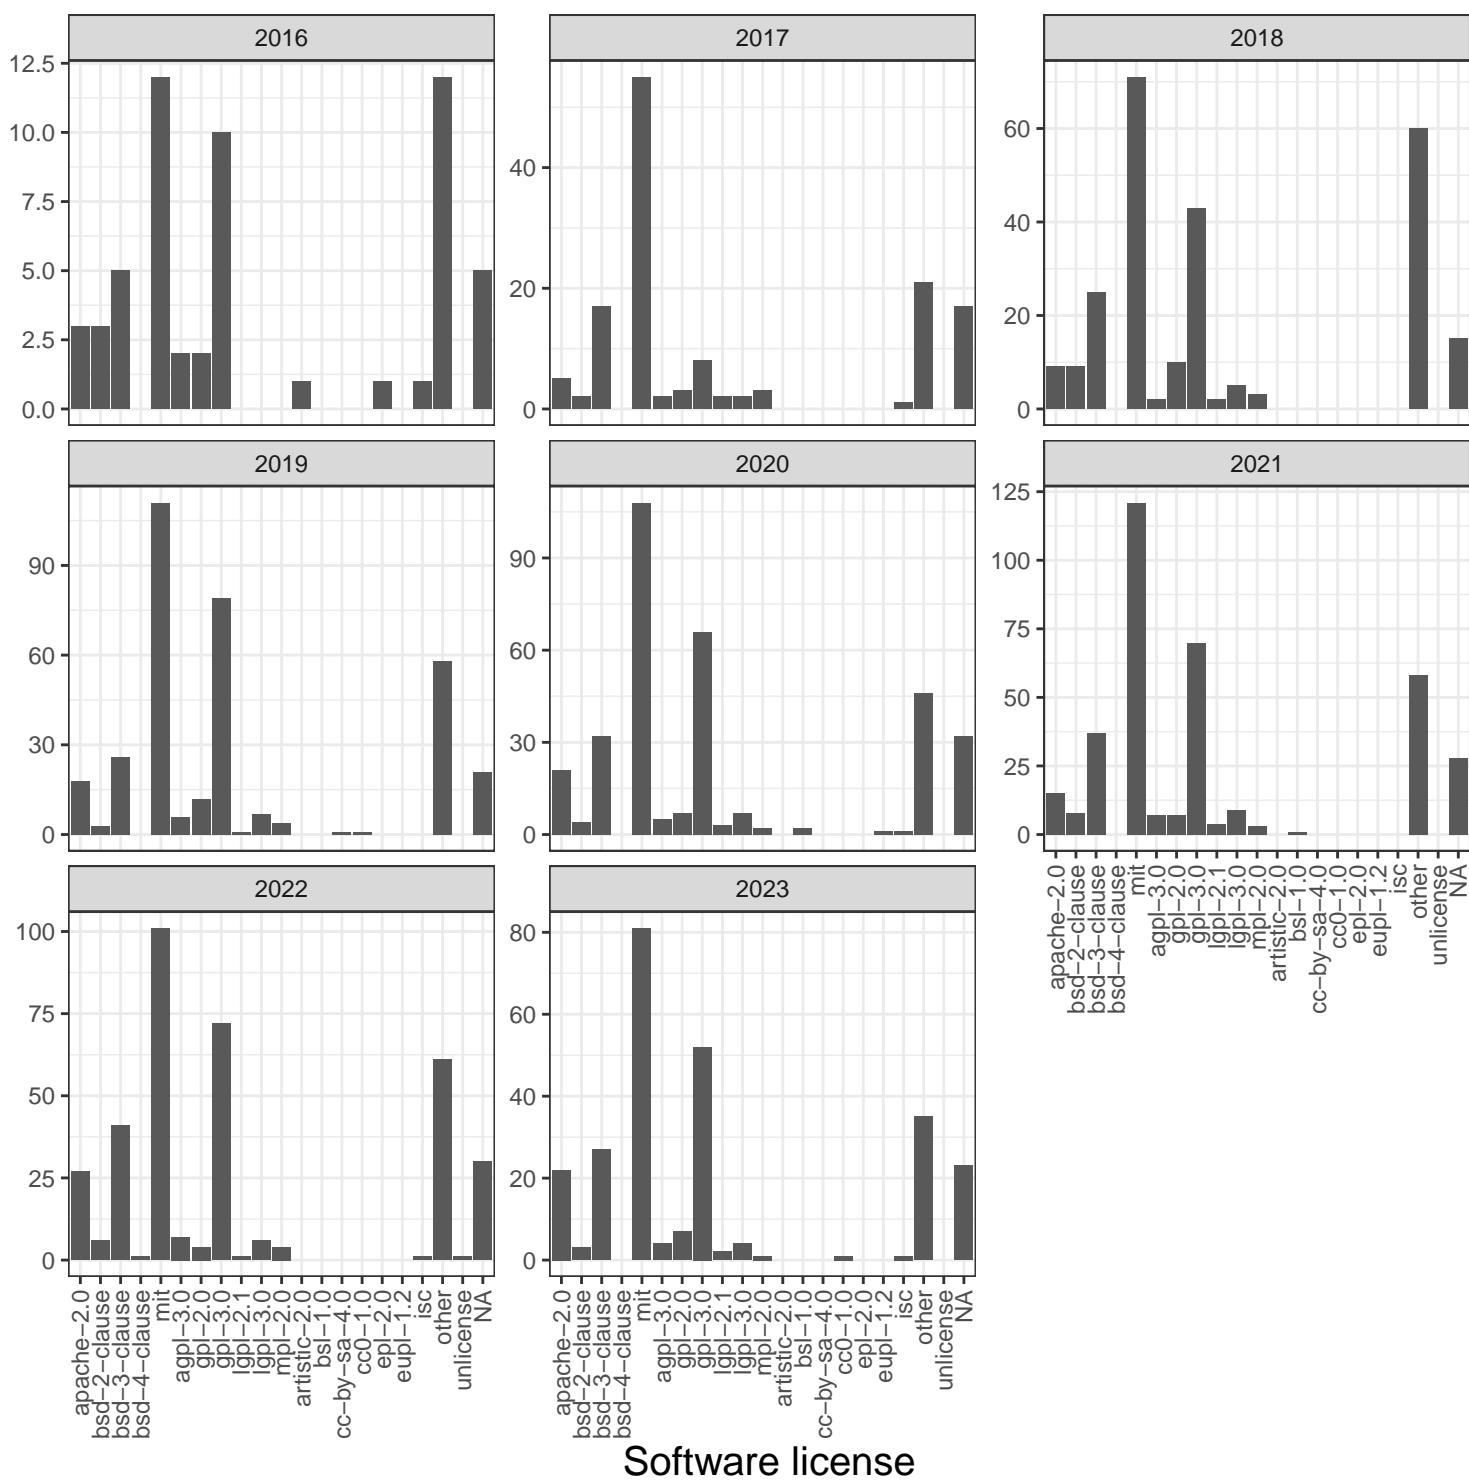 2016
2017
2018
12.5
10.0
7.5
5.0
2.5
0.0
40
20
0
60
40
20
0
2019
2020
2021
90
60
30
0
90
60
30
0
125
100
75
50
25
0
apache−2.0
bsd−2−clause
bsd−3−clause
bsd−4−clause
mit
agpl−3.0
gpl−2.0
gpl−3.0
lgpl−2.1
lgpl−3.0
mpl−2.0
artistic−2.0
bsl−1.0
cc−by−sa−4.0
cc0−1.0
epl−2.0
eupl−1.2
isc
other
unlicense
NA
2022
2023
100
75
50
25
0
80
60
40
20
0
apache−2.0
bsd−2−clause
bsd−3−clause
bsd−4−clause
mit
agpl−3.0
gpl−2.0
gpl−3.0
lgpl−2.1
lgpl−3.0
mpl−2.0
artistic−2.0
bsl−1.0
cc−by−sa−4.0
cc0−1.0
epl−2.0
eupl−1.2
isc
other
unlicense
NA
apache−2.0
bsd−2−clause
bsd−3−clause
bsd−4−clause
mit
agpl−3.0
gpl−2.0
gpl−3.0
lgpl−2.1
lgpl−3.0
mpl−2.0
artistic−2.0
bsl−1.0
cc−by−sa−4.0
cc0−1.0
epl−2.0
eupl−1.2
isc
other
unlicense
NA
Software license